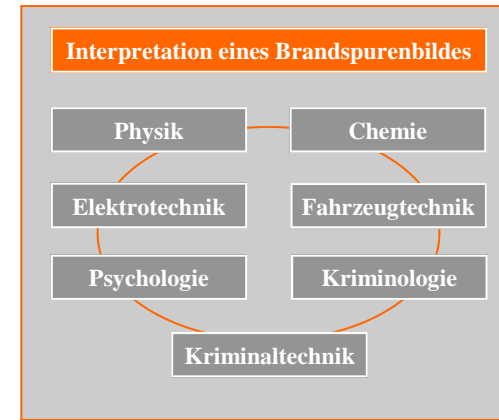 Interpretation eines Brandspurenbildes
Physik
Chemie
Elektrotechnik
Fahrzeugtechnik
Psychologie
Kriminologie
Kriminaltechnik